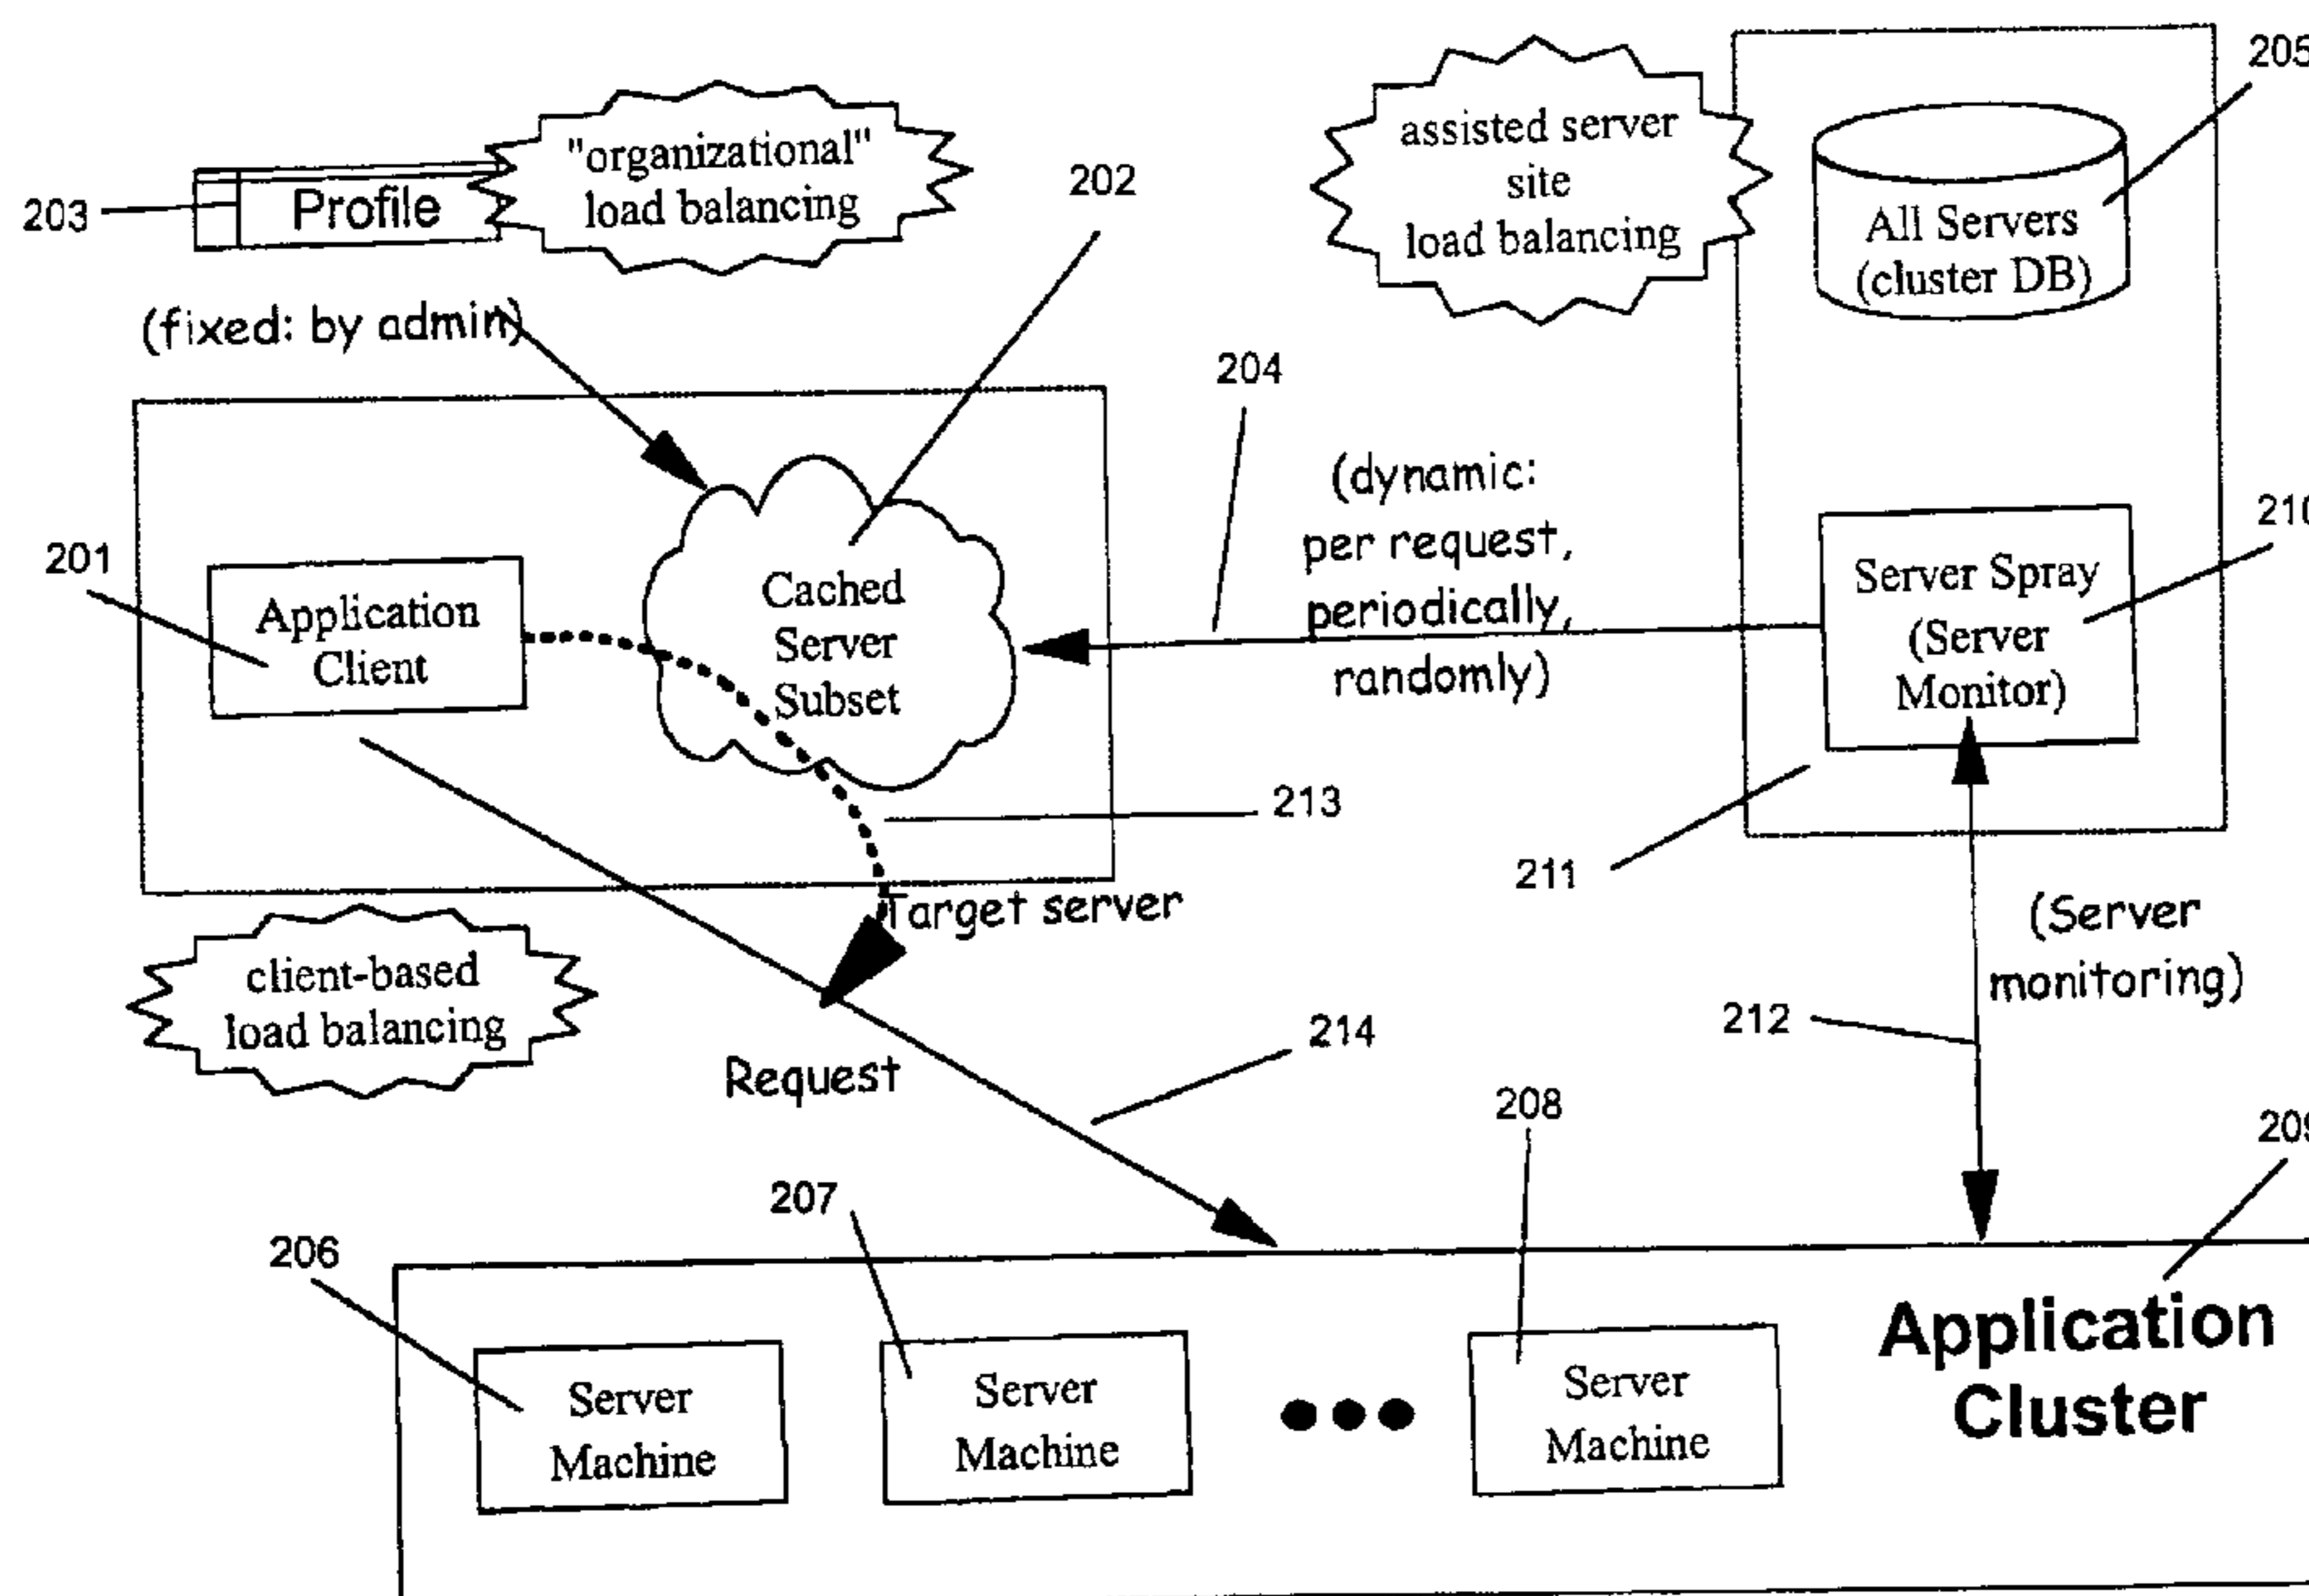 205
"organizational"
load balancing
assisted server
site
load balancing
202
203
Profile
All Servers
(cluster DB)
(fixed: by admin)
204
(dynamic:
per request,
periodically,
randomly)
210
201
Application
Client
Cached
Server
Subset
Server Spray
(Server
Monitor)
213
211
Target server
(Server
monitoring)
client-based
load balancing
212
214
Request
208
209
207
206
Application
Cluster
Server
Machine
Server
Machine
Server
Machine